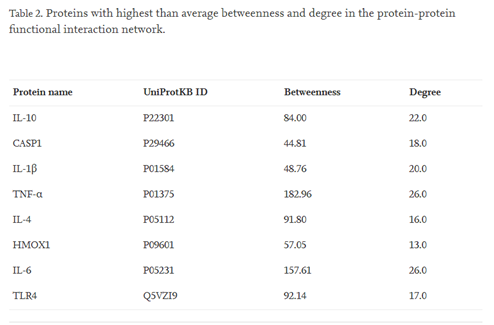 Table 2. Proteins with highest than average betweenness and degree in the protein-protein
functional interaction network.
Protein name UniProtKB ID Betweenness Degree
IL-10 P22301 84.00 22.0
CASP1 P29466 44.81 18.0
IL-1β P01584 48.76 20.0
TNF-α P01375 182.96 26.0
IL-4 P05112 91.80 16.0
HMOX1 P09601 57.05 13.0
IL-6 P05231 157.61 26.0
TLR4 Q5VZI9 92.14 17.0